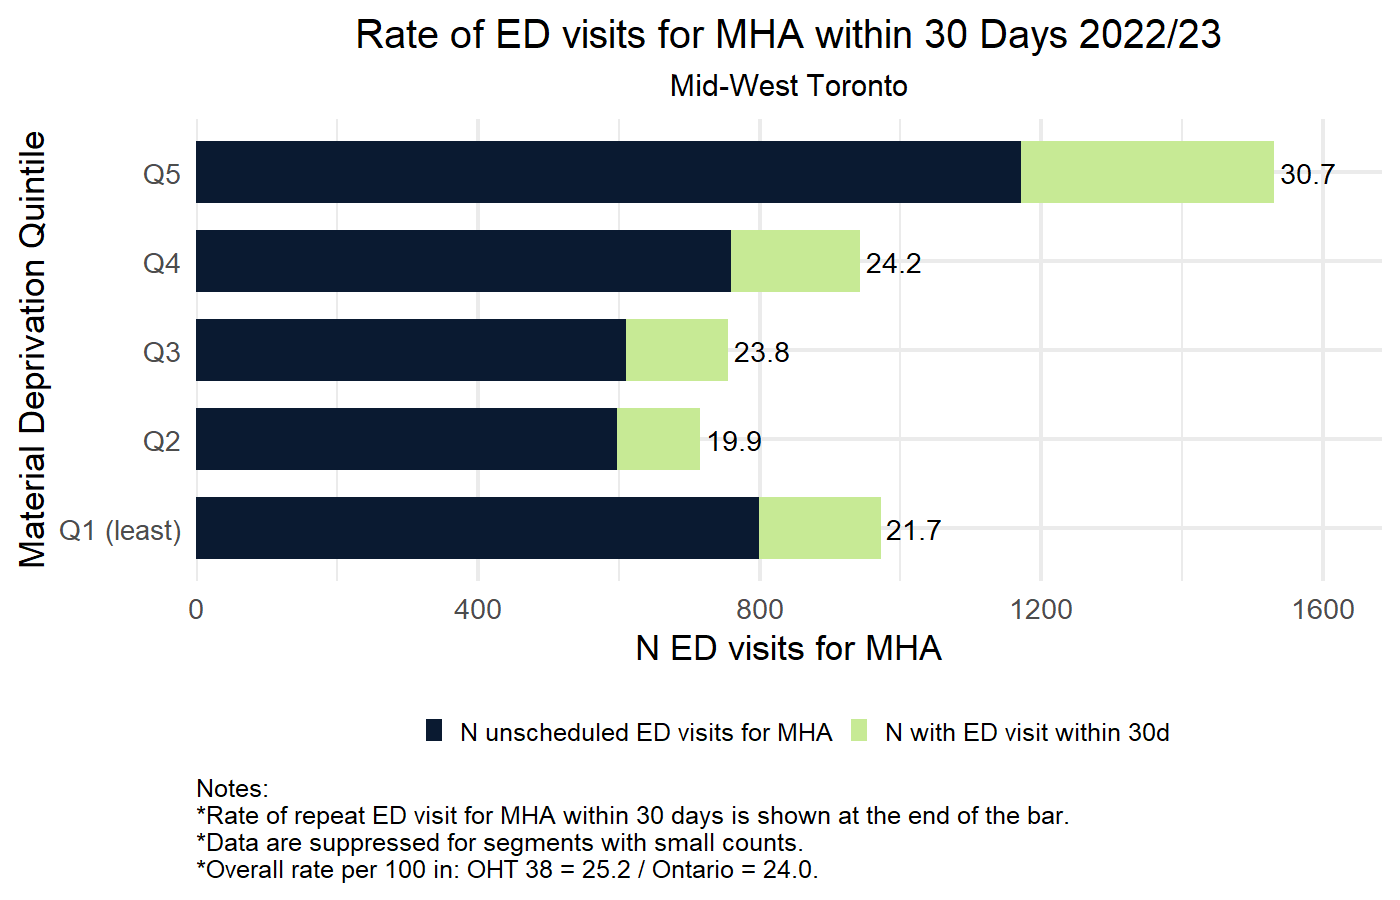 Rate of ED visits for MHA within 30 Days 2022/23
Mid-West Toronto
Material Deprivation Quintile
Q5
30.7
Q4
24.2
Q3
23.8
Q2
19.9
Q1 (least)
21.7
0 400 800 1200 1600
N ED visits for MHA
N unscheduled ED visits for MHA N with ED visit within 30d
Notes:
*Rate of repeat ED visit for MHA within 30 days is shown at the end of the bar.
*Data are suppressed for segments with small counts.
*Overall rate per 100 in: OHT 38 = 25.2 / Ontario = 24.0.